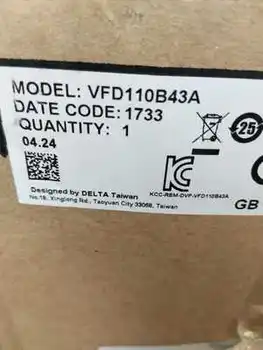 MODEL: VFD110B43A
DATE CODE: 1733
QUANTITY: 1
04.24
25
KCC-REM-DVP-VFD110B43A
Designed by DELTA Taiwan
No.18, Xinglong Rd., Taoyuan City 33068, Taiwan
GB